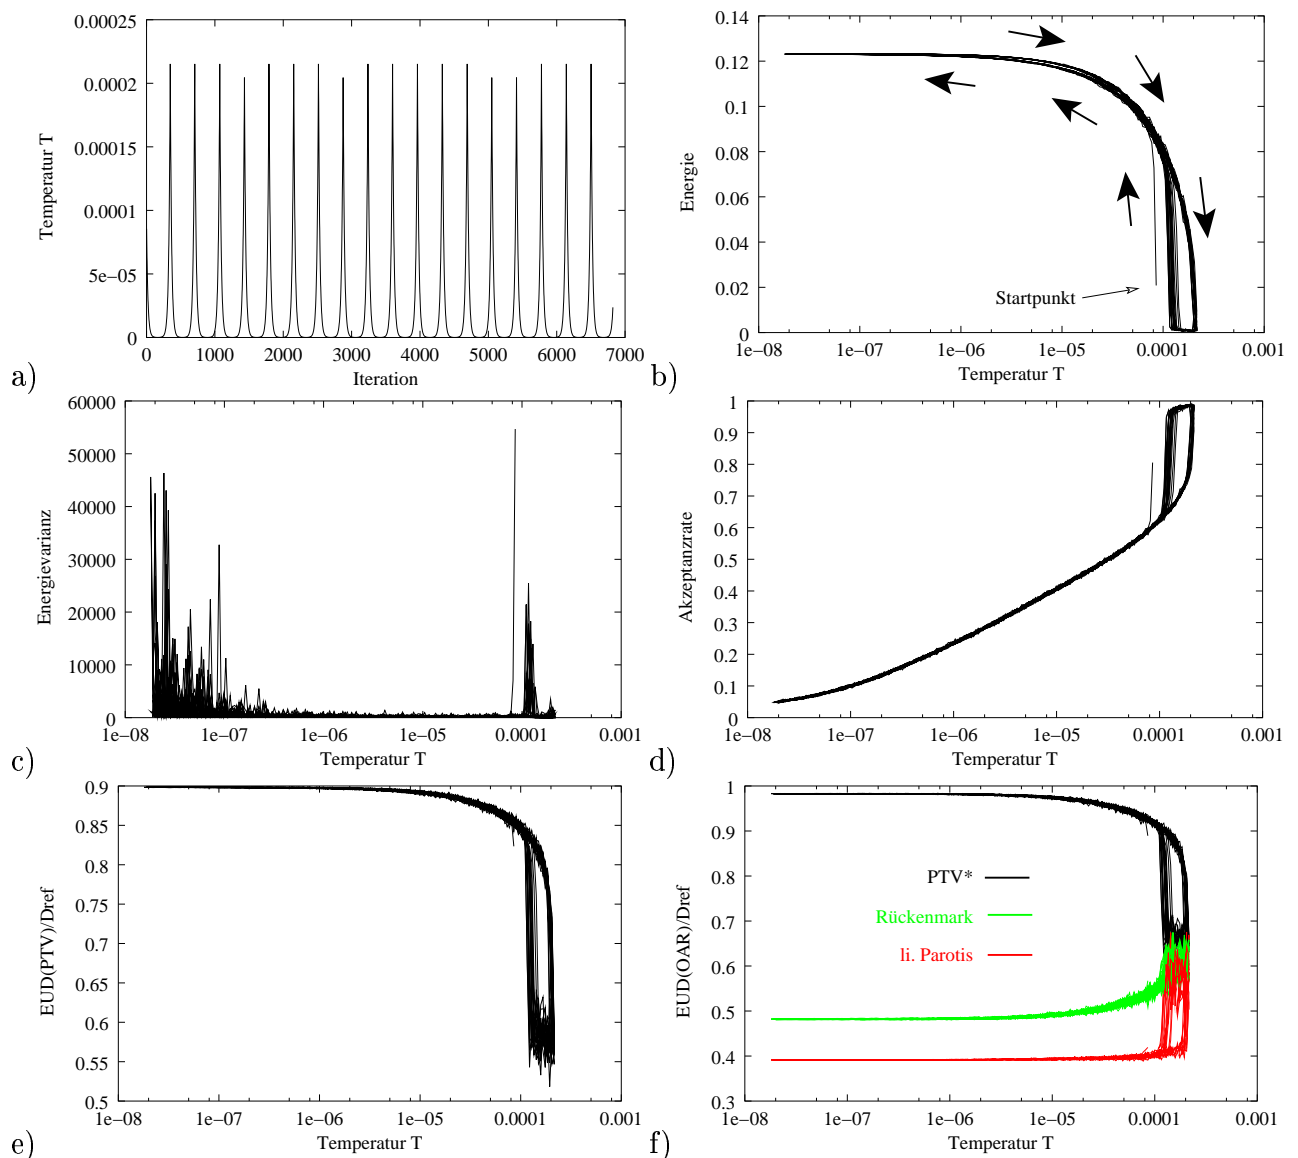 0.00025
0.0002
0.00015
0.0001
5e−05
0
Temperatur T
0 1000 2000 3000 4000 5000 6000 7000
Iteration
a)
0.14
0.12
0.1
0.08
0.06
0.04
0.02
0
Energie
Startpunkt
1e−08 1e−07 1e−06 1e−05 0.0001 0.001
Temperatur T
b)
60000
50000
40000
30000
20000
10000
0
Energievarianz
1e−08 1e−07 1e−06 1e−05 0.0001 0.001
Temperatur T
c)
1
0.9
0.8
0.7
0.6
0.5
0.4
0.3
0.2
0.1
0
Akzeptanzrate
1e−08 1e−07 1e−06 1e−05 0.0001 0.001
Temperatur T
d)
0.9
0.85
0.8
0.75
0.7
0.65
0.6
0.55
0.5
EUD(PTV)/Dref
1e−08 1e−07 1e−06 1e−05 0.0001 0.001
Temperatur T
e)
1
0.9
0.8
0.7
0.6
0.5
0.4
0.3
EUD(OAR)/Dref
PTV*
Rückenmark
li. Parotis
1e−08 1e−07 1e−06 1e−05 0.0001 0.001
Temperatur T
f)